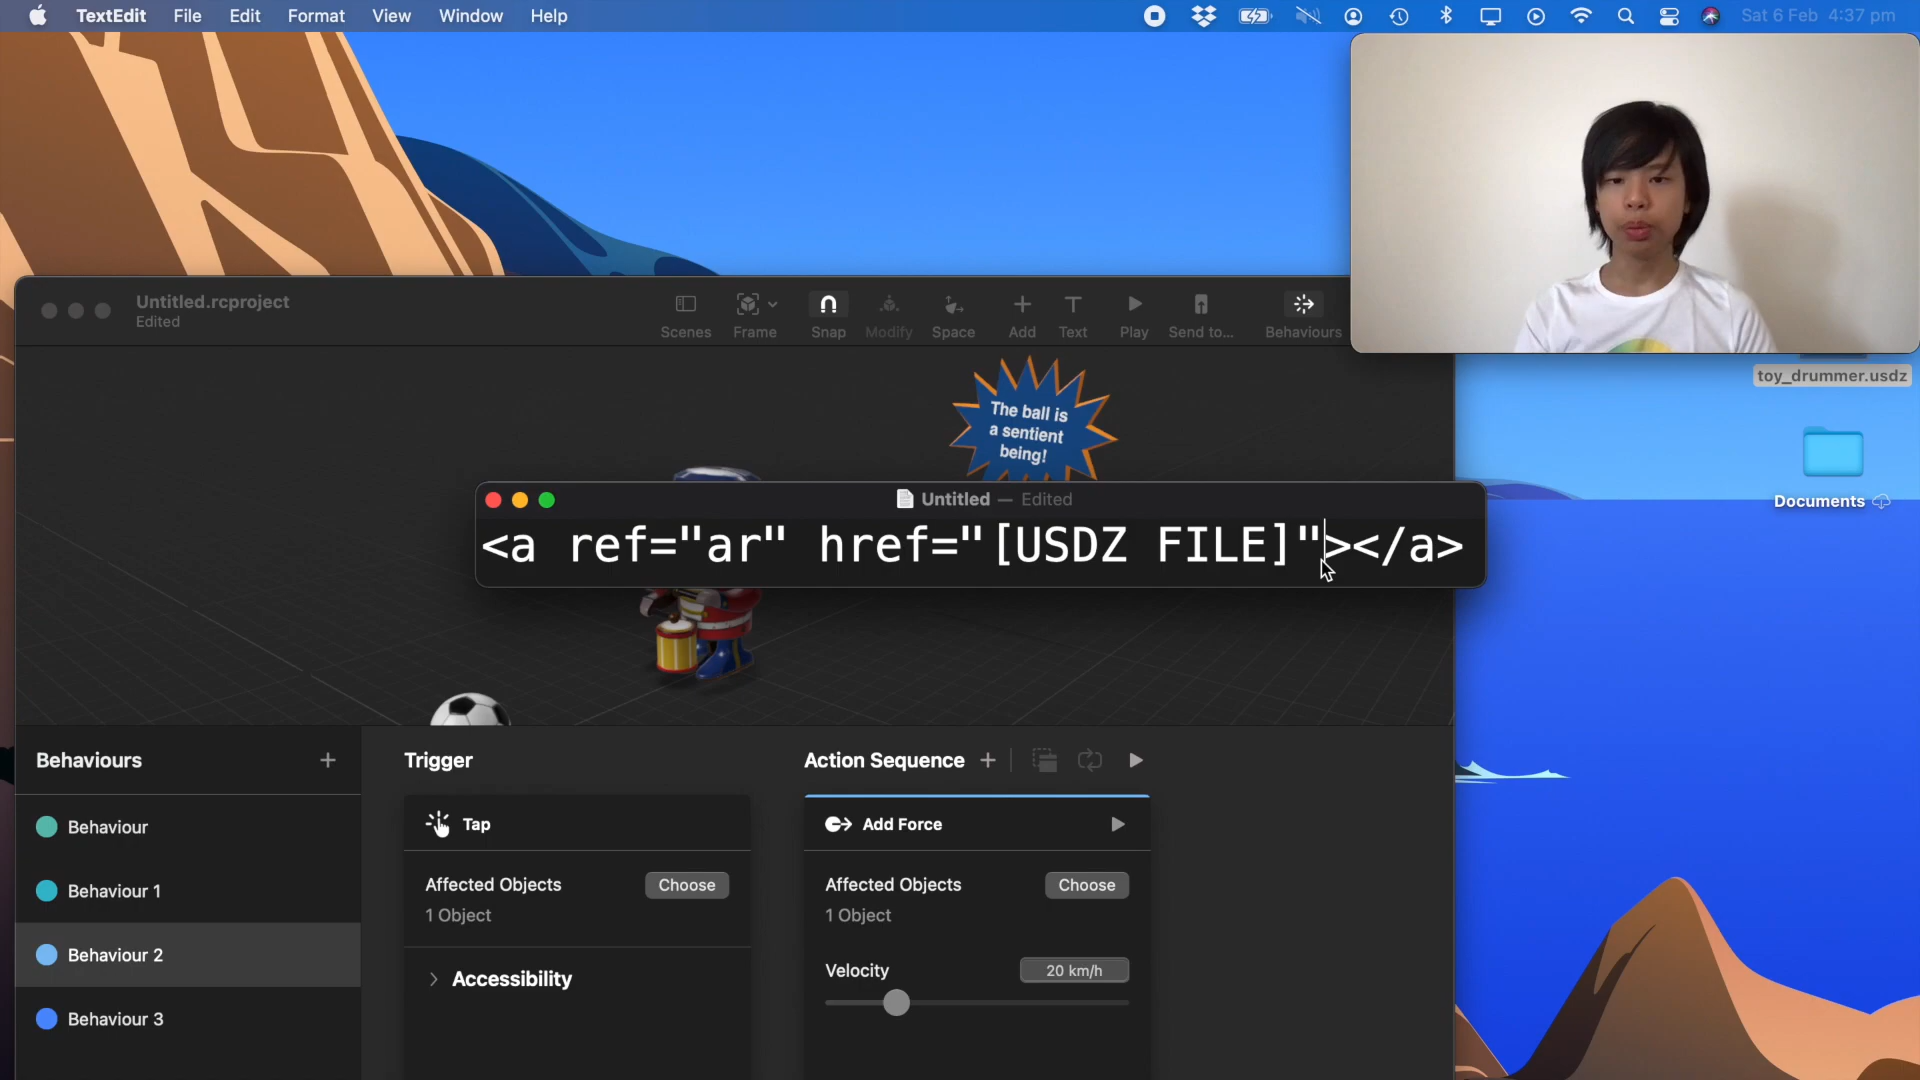 TextEdit File Edit Format View Window Help
Sat 6 Feb 4:37 pm
Untitled.rcproject
Edited
Scenes Frame Snap Modify Space Add Text Play Send to... Behaviours
toy_drummer.usdz
Documents
The ball is
a sentient
being!
Untitled — Edited
<a ref="ar" href="[USDZ FILE]"></a>
Behaviours
Behaviour
Behaviour 1
Behaviour 2
Behaviour 3
Trigger
Tap
Affected Objects Choose
1 Object
Accessibility
Action Sequence
Add Force
Affected Objects Choose
1 Object
Velocity 20 km/h